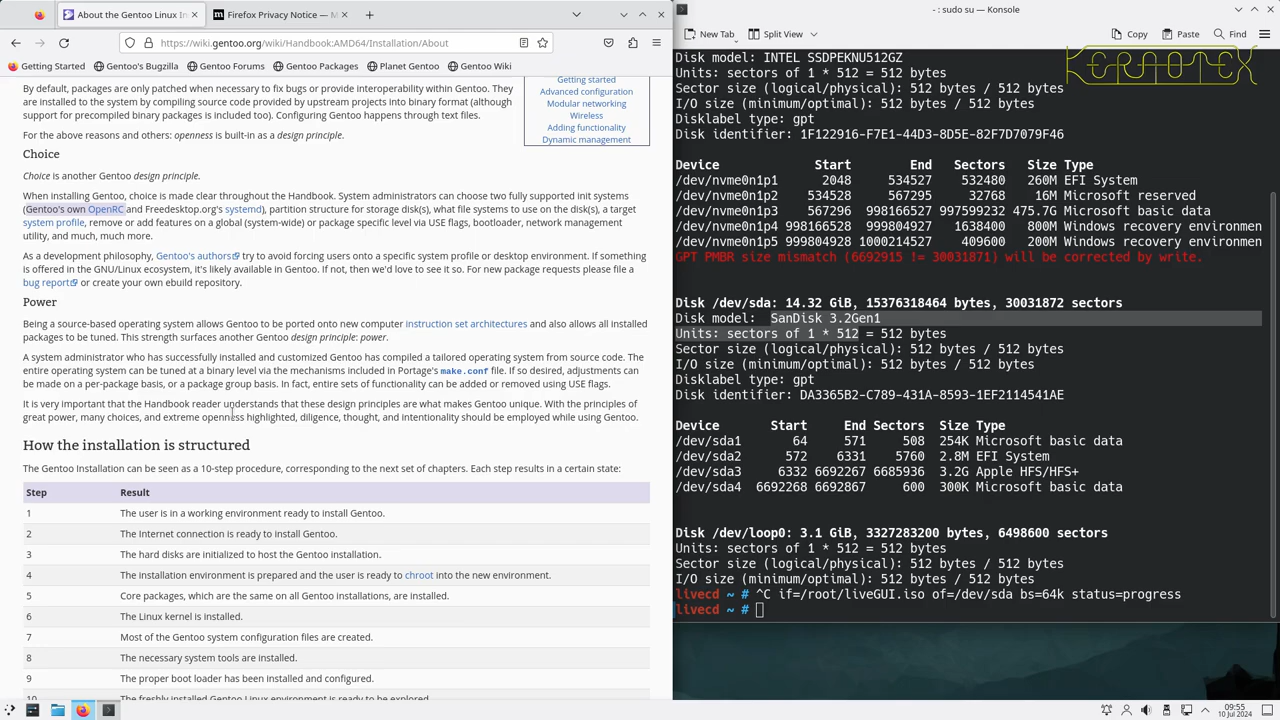 About the Gentoo Linux In
Firefox Privacy Notice — M
https://wiki.gentoo.org/wiki/Handbook:AMD64/Installation/About
Getting Started
Gentoo's Bugzilla
Gentoo Forums
Gentoo Packages
Planet Gentoo
Gentoo Wiki
By default, packages are only patched when necessary to fix bugs or provide interoperability within Gentoo. They
are installed to the system by compiling source code provided by upstream projects into binary format (although
support for precompiled binary packages is included too). Configuring Gentoo happens through text files.
For the above reasons and others: openness is built-in as a design principle.
Getting started
Advanced configuration
Modular networking
Wireless
Adding functionality
Dynamic management
Choice
Choice is another Gentoo design principle.
When installing Gentoo, choice is made clear throughout the Handbook. System administrators can choose two fully supported init systems
(Gentoo's own OpenRC and Freedesktop.org's systemd), partition structure for storage disk(s), what file systems to use on the disk(s), a target
system profile, remove or add features on a global (system-wide) or package specific level via USE flags, bootloader, network management
utility, and much, much more.
As a development philosophy, Gentoo's authors try to avoid forcing users onto a specific system profile or desktop environment. If something
is offered in the GNU/Linux ecosystem, it's likely available in Gentoo. If not, then we'd love to see it so. For new package requests please file a
bug report or create your own ebuild repository.
Power
Being a source-based operating system allows Gentoo to be ported onto new computer instruction set architectures and also allows all installed
packages to be tuned. This strength surfaces another Gentoo design principle: power.
A system administrator who has successfully installed and customized Gentoo has compiled a tailored operating system from source code. The
entire operating system can be tuned at a binary level via the mechanisms included in Portage's make.conf file. If so desired, adjustments can
be made on a per-package basis, or a package group basis. In fact, entire sets of functionality can be added or removed using USE flags.
It is very important that the Handbook reader understands that these design principles are what makes Gentoo unique. With the principles of
great power, many choices, and extreme openness highlighted, diligence, thought, and intentionality should be employed while using Gentoo.
How the installation is structured
The Gentoo Installation can be seen as a 10-step procedure, corresponding to the next set of chapters. Each step results in a certain state:
Step Result
1 The user is in a working environment ready to install Gentoo.
2 The Internet connection is ready to install Gentoo.
3 The hard disks are initialized to host the Gentoo installation.
4 The installation environment is prepared and the user is ready to chroot into the new environment.
5 Core packages, which are the same on all Gentoo installations, are installed.
6 The Linux kernel is installed.
7 Most of the Gentoo system configuration files are created.
8 The necessary system tools are installed.
9 The proper boot loader has been installed and configured.
10 The freshly installed Gentoo Linux environment is ready to be explored.
- : sudo su — Konsole
New Tab
Split View
Copy
Paste
Find
KERNOTEX
Disk model: INTEL SSDPEKNU512GZ
Units: sectors of 1 * 512 = 512 bytes
Sector size (logical/physical): 512 bytes / 512 bytes
I/O size (minimum/optimal): 512 bytes / 512 bytes
Disklabel type: gpt
Disk identifier: 1F122916-F7E1-44D3-8D5E-82F7D7079F46
Device Start End Sectors Size Type
/dev/nvme0n1p1 2048 534527 532480 260M EFI System
/dev/nvme0n1p2 534528 567295 32768 16M Microsoft reserved
/dev/nvme0n1p3 567296 998166527 997599232 475.7G Microsoft basic data
/dev/nvme0n1p4 998166528 999804927 1638400 800M Windows recovery environmen
/dev/nvme0n1p5 999804928 1000214527 409600 200M Windows recovery environmen
GPT PMBR size mismatch (6692915 != 30031871) will be corrected by write.
Disk /dev/sda: 14.32 GiB, 15376318464 bytes, 30031872 sectors
Disk model: SanDisk 3.2Gen1
Units: sectors of 1 * 512 = 512 bytes
Sector size (logical/physical): 512 bytes / 512 bytes
I/O size (minimum/optimal): 512 bytes / 512 bytes
Disklabel type: gpt
Disk identifier: DA3365B2-C789-431A-8593-1EF2114541AE
Device Start End Sectors Size Type
/dev/sda1 64 571 508 254K Microsoft basic data
/dev/sda2 572 6331 5760 2.8M EFI System
/dev/sda3 6332 6692267 6685936 3.2G Apple HFS/HFS+
/dev/sda4 6692268 6692867 600 300K Microsoft basic data
Disk /dev/loop0: 3.1 GiB, 3327283200 bytes, 6498600 sectors
Units: sectors of 1 * 512 = 512 bytes
Sector size (logical/physical): 512 bytes / 512 bytes
I/O size (minimum/optimal): 512 bytes / 512 bytes
livecd ~ # ^C if=/root/liveGUI.iso of=/dev/sda bs=64k status=progress
livecd ~ #
09:55
10 Jul 2024